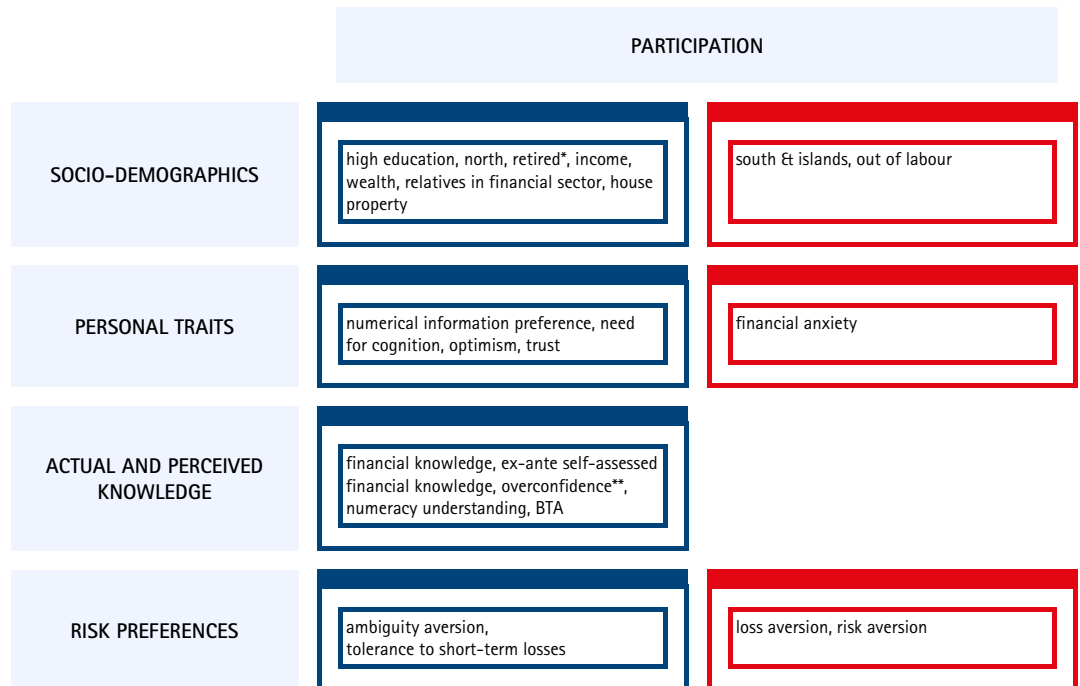 PARTICIPATION
SOCIO-DEMOGRAPHICS
high education, north, retired*, income,
wealth, relatives in financial sector, house
property
south & islands, out of labour
PERSONAL TRAITS
numerical information preference, need
for cognition, optimism, trust
financial anxiety
ACTUAL AND PERCEIVED
KNOWLEDGE
financial knowledge, ex-ante self-assessed
financial knowledge, overconfidence**,
numeracy understanding, BTA
RISK PREFERENCES
ambiguity aversion,
tolerance to short-term losses
loss aversion, risk aversion